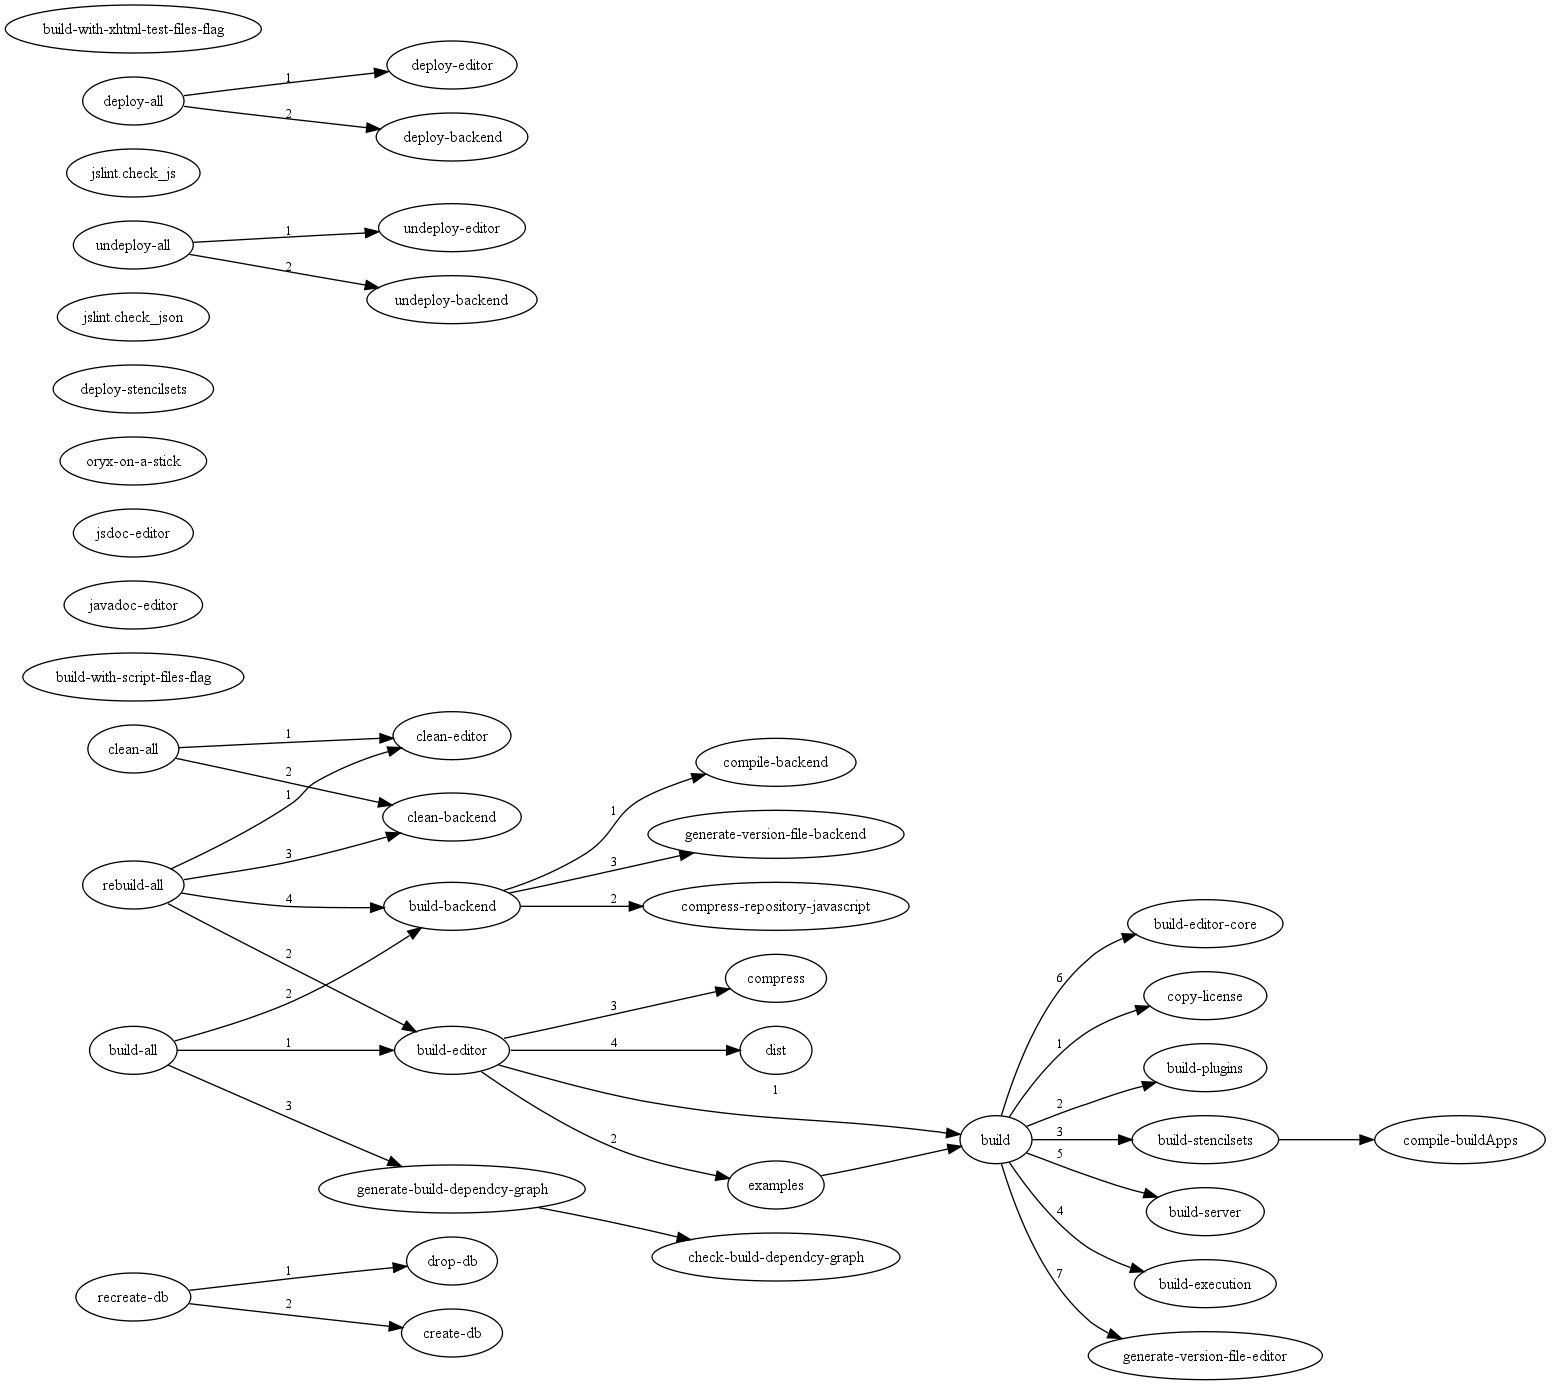 build-with-xhtml-test-files-flag
deploy-all
1
deploy-editor
2
deploy-backend
jslint.check_js
undeploy-all
1
undeploy-editor
2
undeploy-backend
jslint.check_json
deploy-stencilsets
oryx-on-a-stick
jsdoc-editor
javadoc-editor
build-with-script-files-flag
clean-all
1
clean-editor
2
1
clean-backend
rebuild-all
3
4
2
build-backend
1
compile-backend
3
generate-version-file-backend
2
compress-repository-javascript
build-all
2
1
3
build-editor
3
compress
4
dist
1
2
examples
build
6
build-editor-core
1
copy-license
2
build-plugins
3
build-stencilsets
compile-buildApps
5
build-server
4
build-execution
7
generate-version-file-editor
generate-build-dependcy-graph
check-build-dependcy-graph
recreate-db
1
drop-db
2
create-db